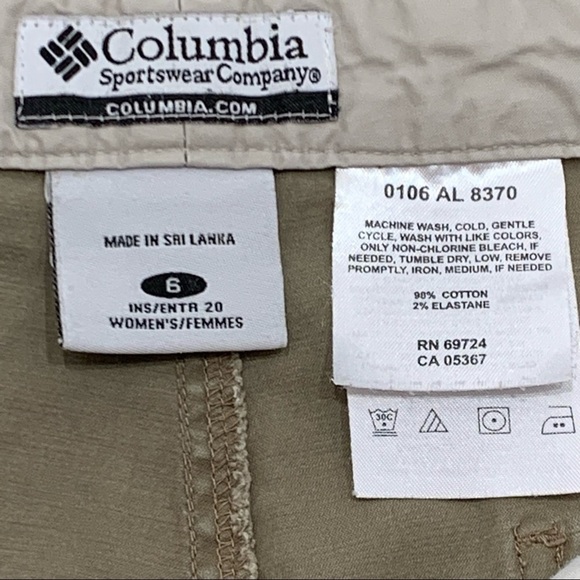 Columbia
Sportswear Company®
COLUMBIA.COM
MADE IN SRI LANKA
6
INS/ENTR 20
WOMEN'S/FEMMES
0106 AL 8370
MACHINE WASH, COLD, GENTLE
CYCLE, WASH WITH LIKE COLORS,
ONLY NON-CHLORINE BLEACH, IF
NEEDED, TUMBLE DRY, LOW, REMOVE
PROMPTLY, IRON, MEDIUM, IF NEEDED
98% COTTON
2% ELASTANE
RN 69724
CA 05367
30C